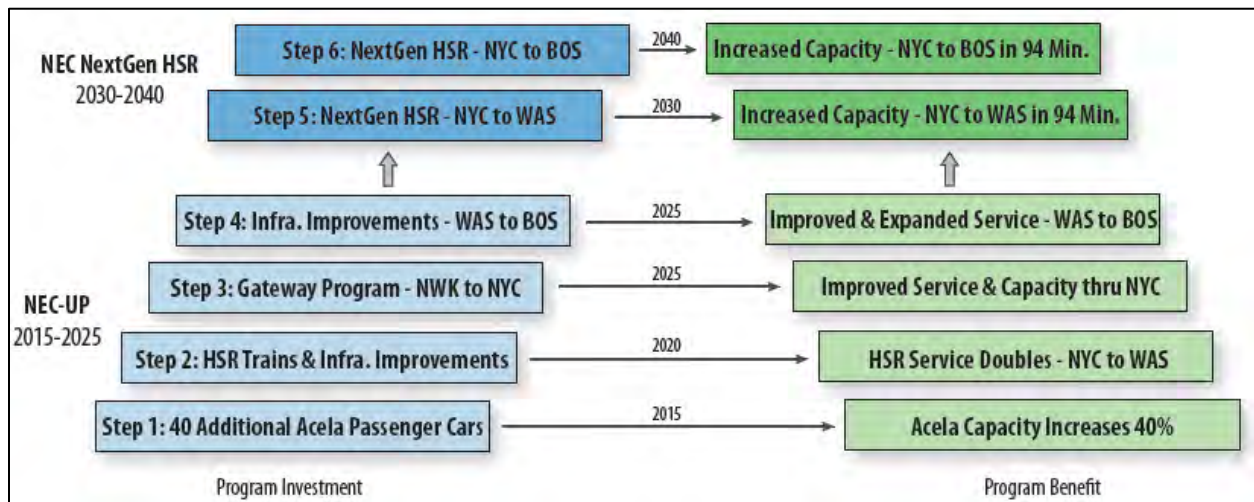 NEC NextGen HSR
2030-2040
Step 6: NextGen HSR - NYC to BOS
2040
Increased Capacity - NYC to BOS in 94 Min.
Step 5: NextGen HSR - NYC to WAS
2030
Increased Capacity - NYC to WAS in 94 Min.
NEC-UP
2015-2025
Step 4: Infra. Improvements - WAS to BOS
2025
Improved & Expanded Service - WAS to BOS
Step 3: Gateway Program - NWK to NYC
2025
Improved Service & Capacity thru NYC
Step 2: HSR Trains & Infra. Improvements
2020
HSR Service Doubles - NYC to WAS
Step 1: 40 Additional Acela Passenger Cars
2015
Acela Capacity Increases 40%
Program Investment
Program Benefit